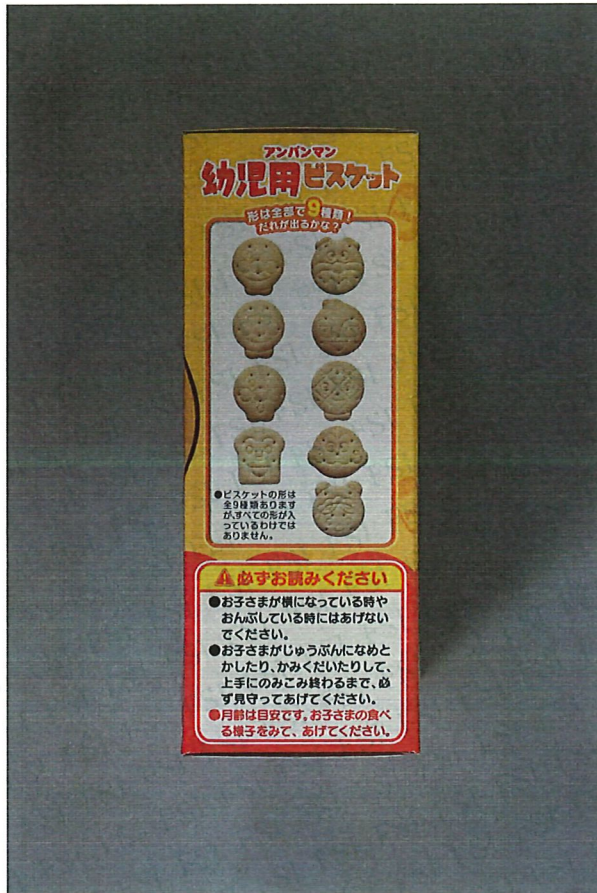 アンパンマン
幼児用ビスケット
形は全部で9種類！
だれが出るかな？
●ビスケットの形は
全9種類あります
が、すべての形が入
っているわけでは
ありません。
必ずお読みください
●お子さまが横になっている時や
おんぶしている時にはあげない
でください。
●お子さまがじゅうぶんになめと
かしたり、かみくだいたりして、
上手にのみこみ終わるまで、必
ず見守ってあげてください。
●月齢は目安です。お子さまの食べ
る様子をみて、あげてください。